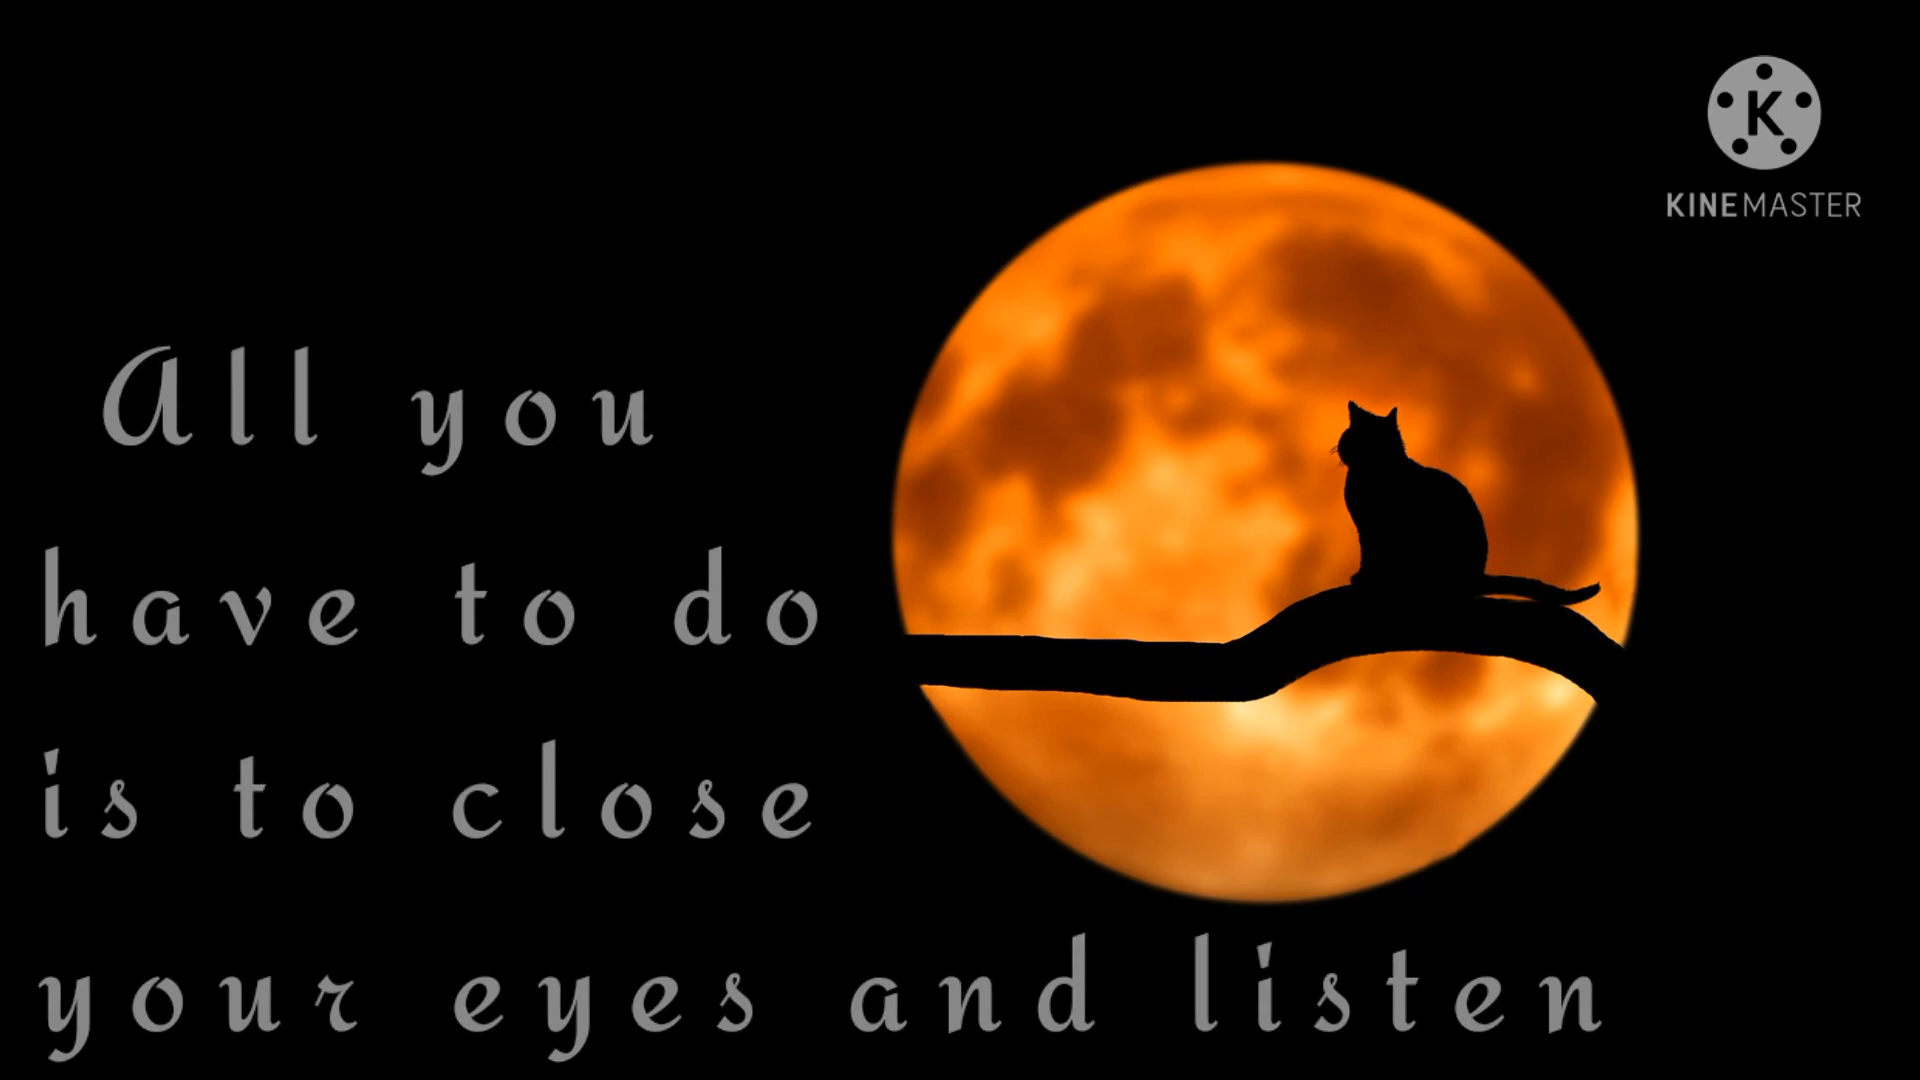 K
KINEMASTER
All you
have to do
is to close
your eyes and listen